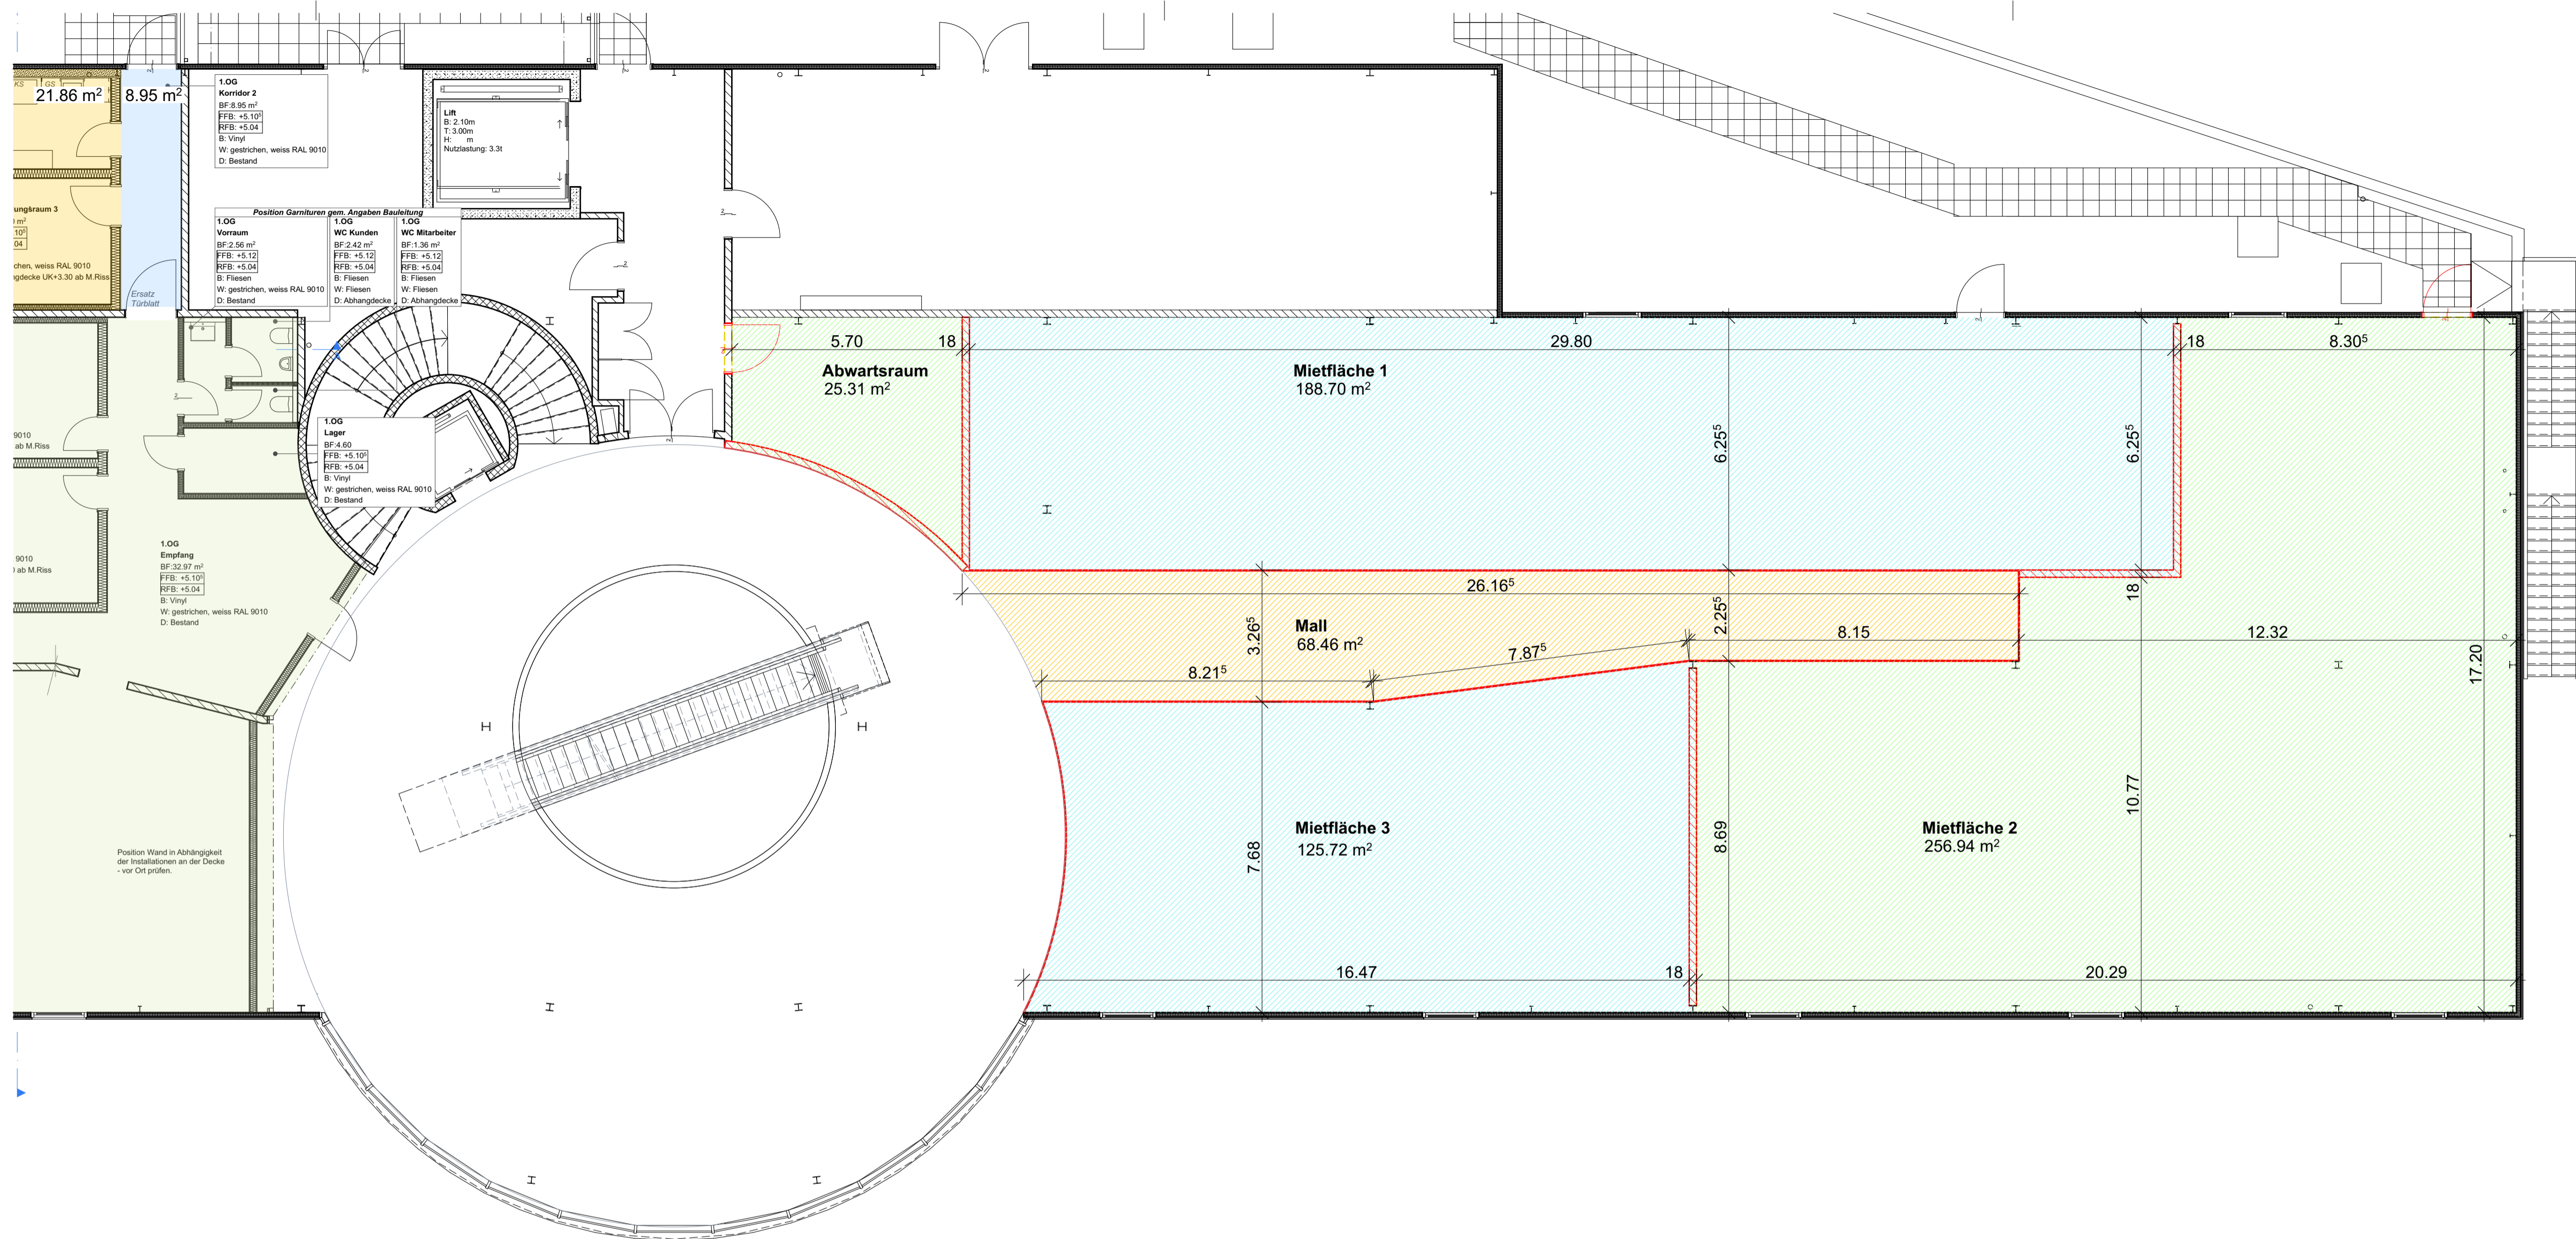 KS
GS
21.86 m²
8.95 m²
1.OG
Korridor 2
BF:8.95 m²
FFB: +5.10⁵
RFB: +5.04
B: Vinyl
W: gestrichen, weiss RAL 9010
D: Bestand
Lift
B: 2.10m
T: 3.00m
H: m
Nutzlastung: 3.3t
ungsraum 3
m²
10⁵
04
chen, weiss RAL 9010
ngdecke UK+3.30 ab M.Riss
Ersatz
Türblatt
Position Garnituren gem. Angaben Bauleitung
1.OG
Vorraum
BF:2.56 m²
FFB: +5.12
RFB: +5.04
B: Fliesen
W: gestrichen, weiss RAL 9010
D: Bestand
1.OG
WC Kunden
BF:2.42 m²
FFB: +5.12
RFB: +5.04
B: Fliesen
W: Fliesen
D: Abhangdecke
1.OG
WC Mitarbeiter
BF:1.36 m²
FFB: +5.12
RFB: +5.04
B: Fliesen
W: Fliesen
D: Abhangdecke
5.70
18
29.80
18
8.30⁵
Abwartsraum
25.31 m²
Mietfläche 1
188.70 m²
6.25⁵
6.25⁵
9010
ab M.Riss
1.OG
Lager
BF:4.60
FFB: +5.10⁵
RFB: +5.04
B: Vinyl
W: gestrichen, weiss RAL 9010
D: Bestand
9010
ab M.Riss
1.OG
Empfang
BF:32.97 m²
FFB: +5.10⁵
RFB: +5.04
B: Vinyl
W: gestrichen, weiss RAL 9010
D: Bestand
26.16⁵
18
3.26⁵
Mall
68.46 m²
2.25⁵
8.15
12.32
7.87⁵
8.21⁵
17.20
Position Wand in Abhängigkeit
der Installationen an der Decke
- vor Ort prüfen.
7.68
Mietfläche 3
125.72 m²
8.69
10.77
Mietfläche 2
256.94 m²
16.47
18
20.29